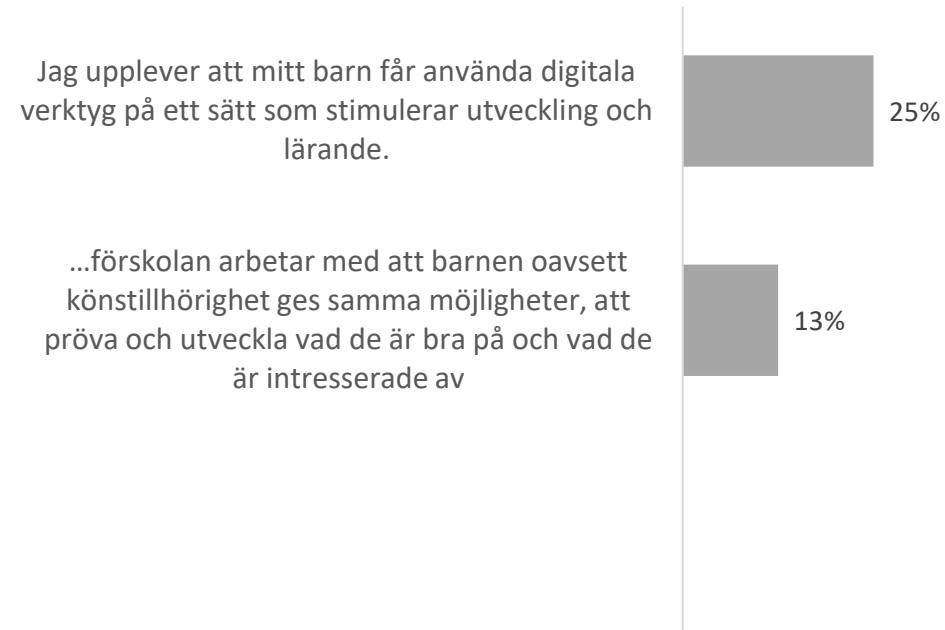 Jag upplever att mitt barn får använda digitala
verktyg på ett sätt som stimulerar utveckling och
lärande.
25%
…förskolan arbetar med att barnen oavsett
könstillhörighet ges samma möjligheter, att
pröva och utveckla vad de är bra på och vad de
är intresserade av
13%